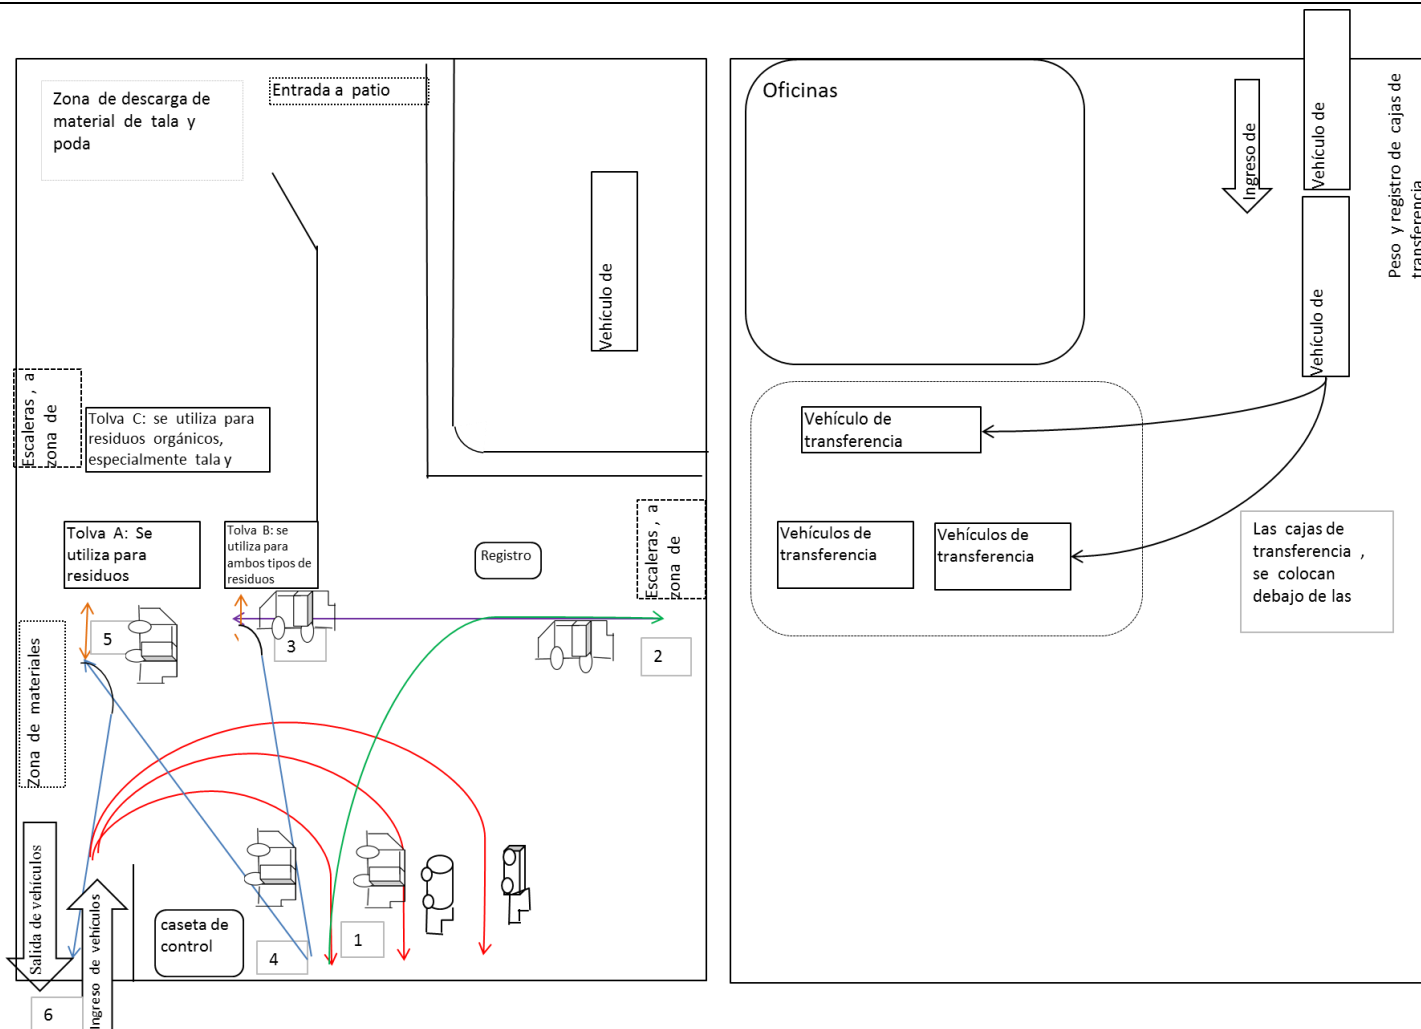 Zona de descarga de
material de tala y
poda
Entrada a patio
Vehículo de
Escaleras , a
zona de
Tolva C: se utiliza para
residuos orgánicos,
especialmente tala y
Tolva A: Se
utiliza para
residuos
Tolva B: se
utiliza para
ambos tipos de
residuos
Registro
Escaleras , a
zona de
5
3
2
Zona de materiales
Salida de vehículos
Ingreso de vehículos
caseta de
control
4
1
6
Oficinas
Ingreso de
Vehículo de
Vehículo de
Peso y registro de cajas de
transferencia
Vehículo de
transferencia
Vehículos de
transferencia
Vehículos de
transferencia
Las cajas de
transferencia ,
se colocan
debajo de las